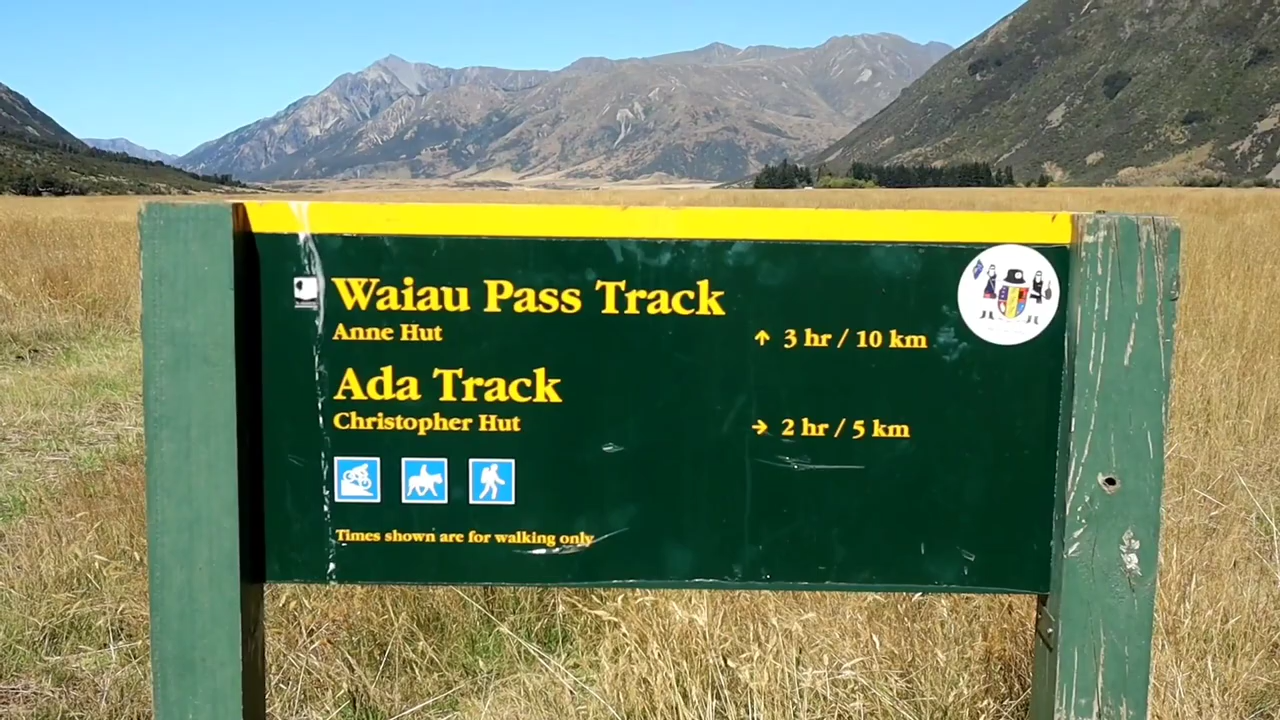 Waiau Pass Track
Anne Hut
↑ 3 hr / 10 km
Ada Track
Christopher Hut
→ 2 hr / 5 km
Times shown are for walking only